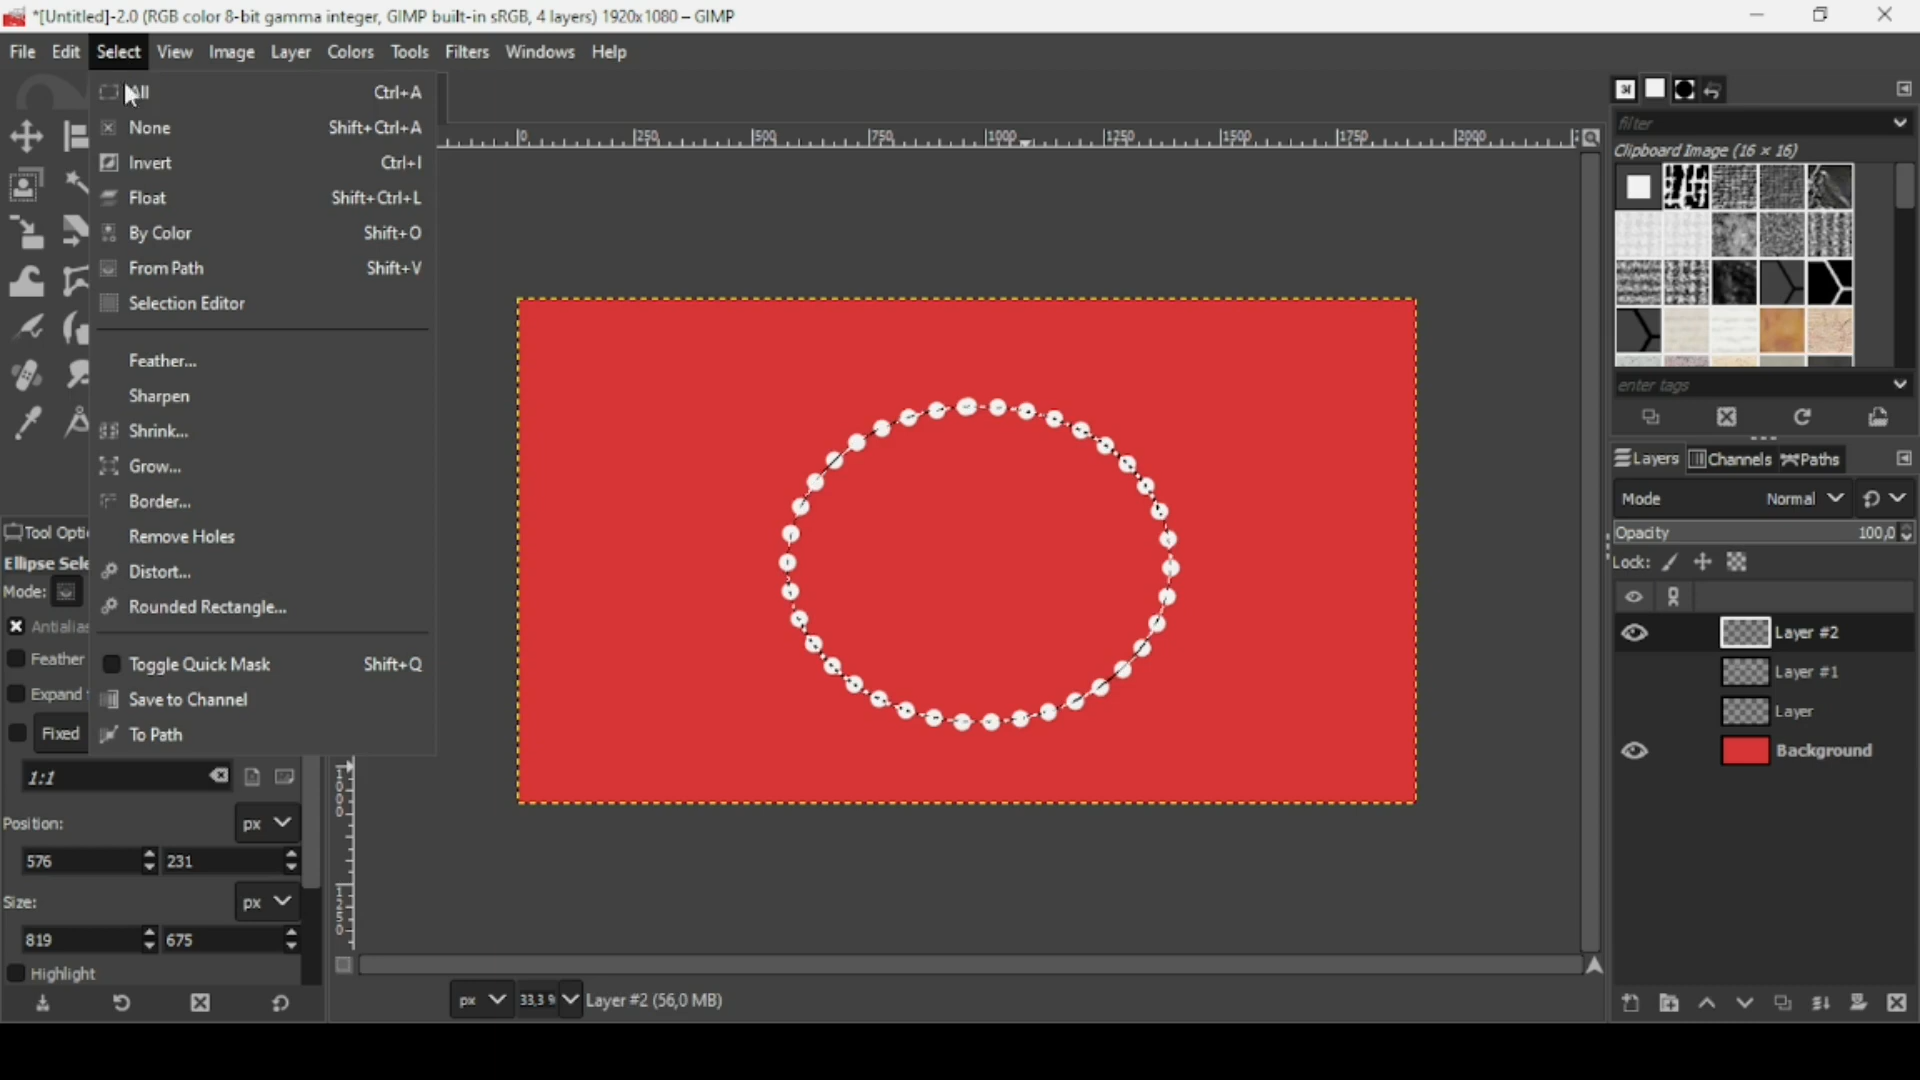 *[Untitled]-2.0 (RGB color 8-bit gamma integer, GIMP built-in sRGB, 4 layers) 1920x1080 – GIMP
File Edit Select View Image Layer Colors Tools Filters Windows Help
All Ctrl+A
None Shift+Ctrl+A
Invert Ctrl+I
Float Shift+Ctrl+L
By Color Shift+O
From Path Shift+V
Selection Editor
Feather...
Sharpen
Shrink...
Grow...
Border...
Remove Holes
Distort...
Rounded Rectangle...
Toggle Quick Mask Shift+Q
Save to Channel
To Path
Tool Opti
Ellipse Sele
Mode:
Antialias
Feather
Expand
Fixed
1:1
Position:
px
576 231
Size:
px
819 675
Highlight
0 250 500 750 1000 1250 1500 1750 2000
1000
1250
px 33,3 % Layer #2 (56,0 MB)
filter
Clipboard Image (16 × 16)
enter tags
Layers Channels Paths
Mode Normal
Opacity 100,0
Lock:
Layer #2
Layer #1
Layer
Background